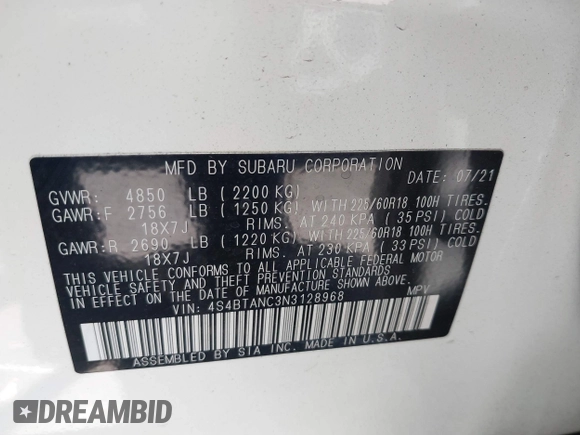 MFD BY SUBARU CORPORATION
DATE: 07/21
GVWR: 4850 LB (2200 KG)
GAWR:F 2756 LB (1250 KG) WITH 225/60R18 100H TIRES.
18X7J RIMS. AT 240 KPA (35 PSI) COLD
GAWR:R 2690 LB (1220 KG) WITH 225/60R18 100H TIRES.
18X7J RIMS. AT 230 KPA (33 PSI) COLD
THIS VEHICLE CONFORMS TO ALL APPLICABLE FEDERAL MOTOR
VEHICLE SAFETY AND THEFT PREVENTION STANDARDS
IN EFFECT ON THE DATE OF MANUFACTURE SHOWN ABOVE.
VIN: 4S4BTANC3N3128968 MPV
ASSEMBLED BY SIA INC. MADE IN U.S.A.
DREAMBID